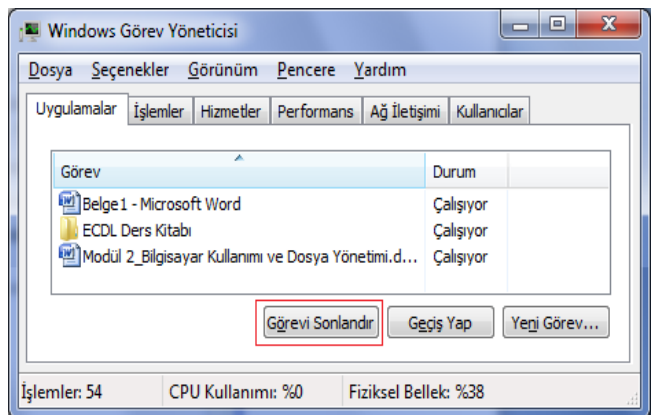 Windows Görev Yöneticisi
Dosya Seçenekler Görünüm Pencere Yardım
Uygulamalar İşlemler Hizmetler Performans Ağ İletişimi Kullanıcılar
Görev Durum
Belge1 - Microsoft Word Çalışıyor
ECDL Ders Kitabı Çalışıyor
Modül 2_Bilgisayar Kullanımı ve Dosya Yönetimi.d... Çalışıyor
Görevi Sonlandır Geçiş Yap Yeni Görev...
İşlemler: 54 CPU Kullanımı: %0 Fiziksel Bellek: %38